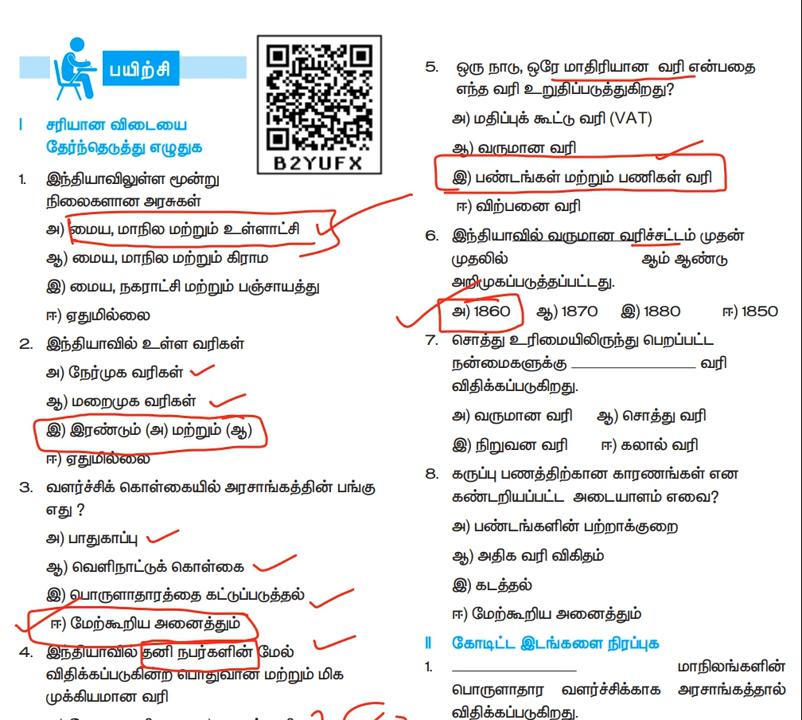 பயிற்சி
B2YUFX
I சரியான விடையை
தேர்ந்தெடுத்து எழுதுக
1. இந்தியாவிலுள்ள மூன்று
நிலைகளான அரசுகள்
அ) மைய, மாநில மற்றும் உள்ளாட்சி
ஆ) மைய, மாநில மற்றும் கிராம
இ) மைய, நகராட்சி மற்றும் பஞ்சாயத்து
ஈ) ஏதுமில்லை
2. இந்தியாவில் உள்ள வரிகள்
அ) நேர்முக வரிகள்
ஆ) மறைமுக வரிகள்
இ) இரண்டும் (அ) மற்றும் (ஆ)
ஈ) ஏதுமில்லை
3. வளர்ச்சிக் கொள்கையில் அரசாங்கத்தின் பங்கு
எது ?
அ) பாதுகாப்பு
ஆ) வெளிநாட்டுக் கொள்கை
இ) பொருளாதாரத்தை கட்டுப்படுத்தல்
ஈ) மேற்கூறிய அனைத்தும்
4. இந்தியாவில் தனி நபர்களின் மேல்
விதிக்கப்படுகின்ற பொதுவான மற்றும் மிக
முக்கியமான வரி
5. ஒரு நாடு, ஒரே மாதிரியான வரி என்பதை
எந்த வரி உறுதிப்படுத்துகிறது?
அ) மதிப்புக் கூட்டு வரி (VAT)
ஆ) வருமான வரி
இ) பண்டங்கள் மற்றும் பணிகள் வரி
ஈ) விற்பனை வரி
6. இந்தியாவில் வருமான வரிச்சட்டம் முதன்
முதலில் ஆம் ஆண்டு
அறிமுகப்படுத்தப்பட்டது.
அ) 1860 ஆ) 1870 இ) 1880 ஈ) 1850
7. சொத்து உரிமையிலிருந்து பெறப்பட்ட
நன்மைகளுக்கு ____________ வரி
விதிக்கப்படுகிறது.
அ) வருமான வரி ஆ) சொத்து வரி
இ) நிறுவன வரி ஈ) கலால் வரி
8. கருப்பு பணத்திற்கான காரணங்கள் என
கண்டறியப்பட்ட அடையாளம் எவை?
அ) பண்டங்களின் பற்றாக்குறை
ஆ) அதிக வரி விகிதம்
இ) கடத்தல்
ஈ) மேற்கூறிய அனைத்தும்
II கோடிட்ட இடங்களை நிரப்புக
1. ____________ மாநிலங்களின்
பொருளாதார வளர்ச்சிக்காக அரசாங்கத்தால்
விதிக்கப்படுகிறது.